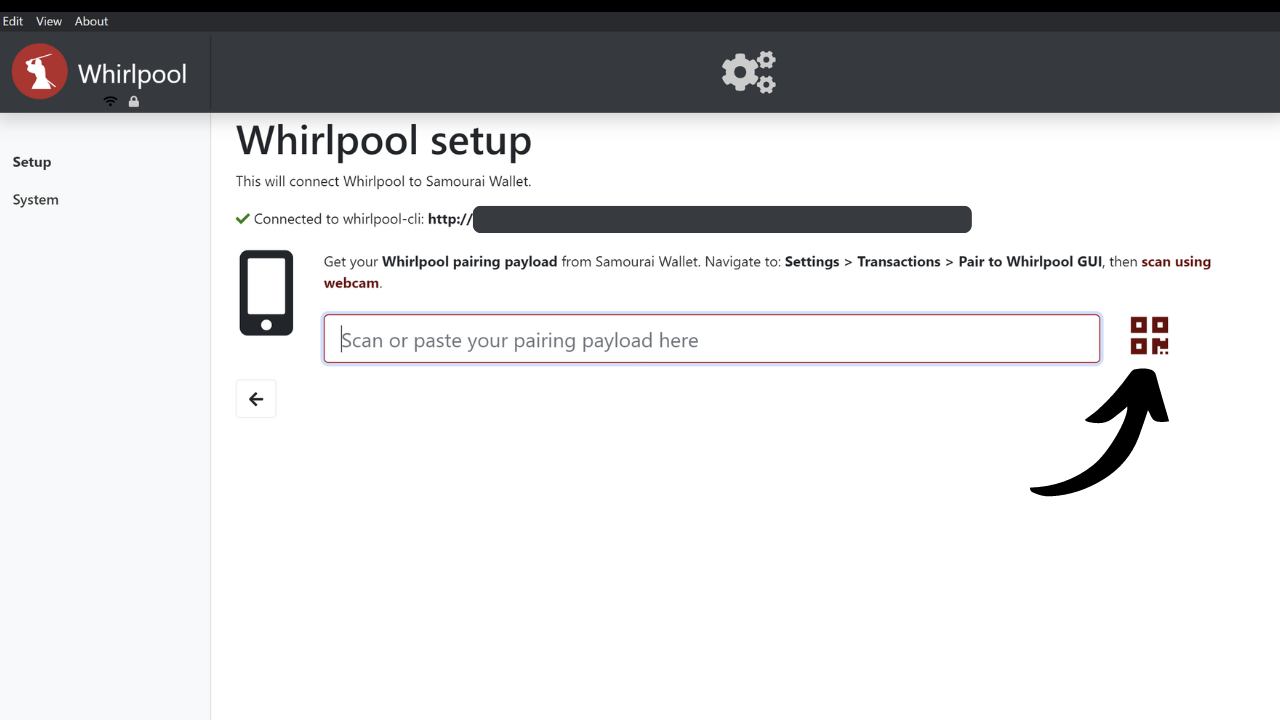 Edit View About
Whirlpool
Whirlpool setup
Setup
This will connect Whirlpool to Samourai Wallet.
System
Connected to whirlpool-cli: http://
Get your Whirlpool pairing payload from Samourai Wallet. Navigate to: Settings > Transactions > Pair to Whirlpool GUI, then scan using
webcam.
Scan or paste your pairing payload here